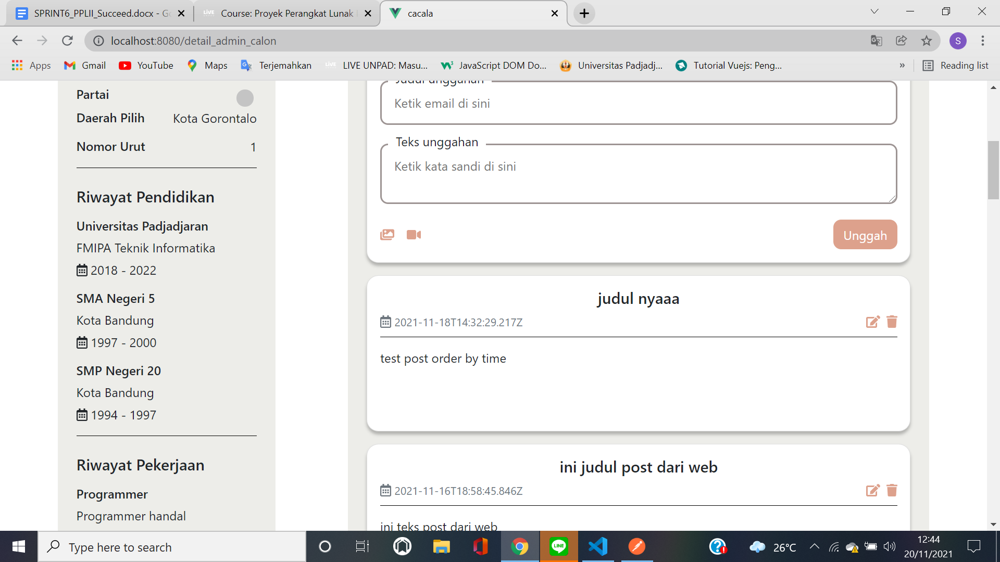 SPRINT6_PPLII_Succeed.docx - Go
LIVE Course: Proyek Perangkat Lunak
cacala
localhost:8080/detail_admin_calon
S
Apps
Gmail
YouTube
Maps
Terjemahkan
LIVE LIVE UNPAD: Masu...
JavaScript DOM Do...
Universitas Padjadj...
Tutorial Vuejs: Peng...
»
Reading list
Partai
Daerah Pilih Kota Gorontalo
Nomor Urut 1
Riwayat Pendidikan
Universitas Padjadjaran
FMIPA Teknik Informatika
2018 - 2022
SMA Negeri 5
Kota Bandung
1997 - 2000
SMP Negeri 20
Kota Bandung
1994 - 1997
Riwayat Pekerjaan
Programmer
Programmer handal
Judul unggahan
Ketik email di sini
Teks unggahan
Ketik kata sandi di sini
Unggah
judul nyaaa
2021-11-18T14:32:29.217Z
test post order by time
ini judul post dari web
2021-11-16T18:58:45.846Z
ini teks post dari web
Type here to search
LINE
26°C
12:44
20/11/2021